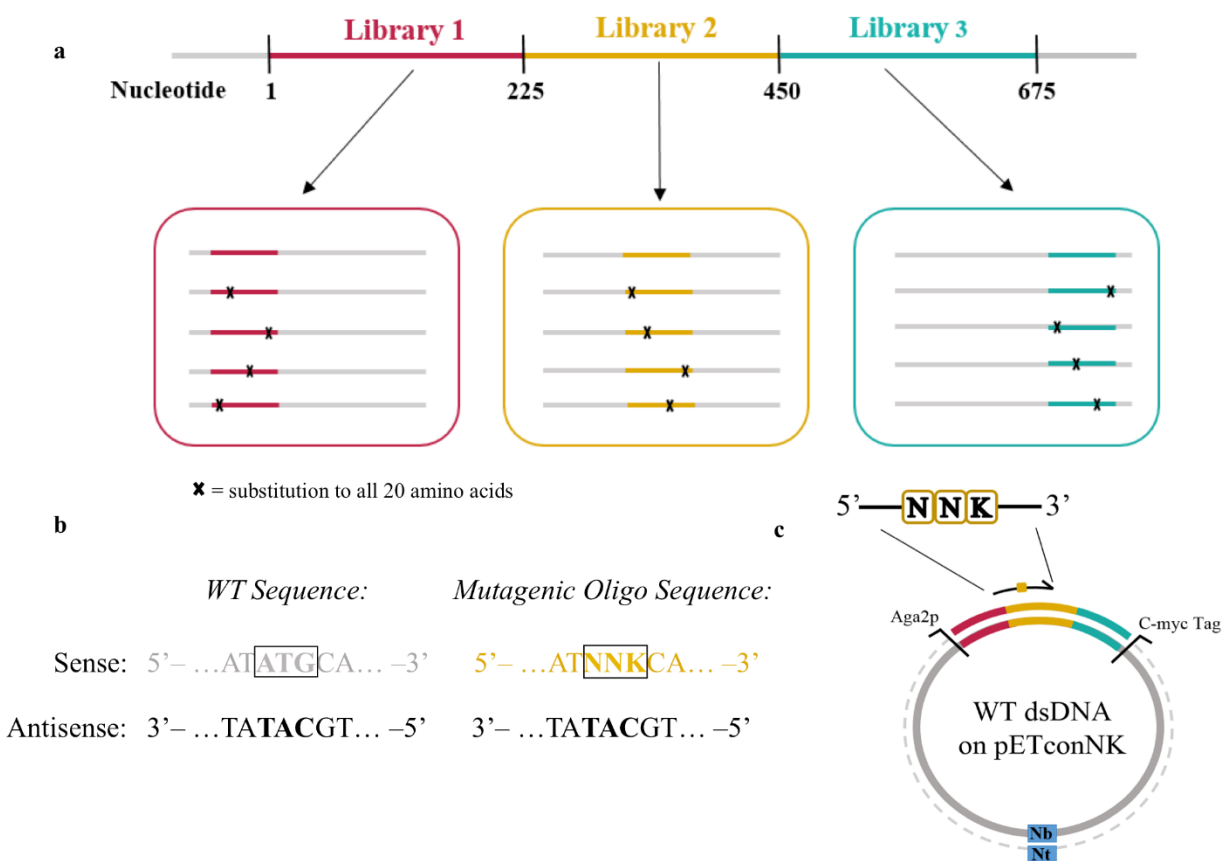 a
Library 1 Library 2 Library 3
Nucleotide 1 225 450 675
x
x
x
x
x
x
x
x
x
x
x
x
✘ = substitution to all 20 amino acids
b
WT Sequence: Mutagenic Oligo Sequence:
Sense: 5’– …ATATGCA… –3’ 5’– …ATNNKCA… –3’
Antisense: 3’– …TATACGT… –5’ 3’– …TATACGT… –5’
c
5’ NNK 3’
Aga2p C-myc Tag
WT dsDNA
on pETconNK
Nb
Nt